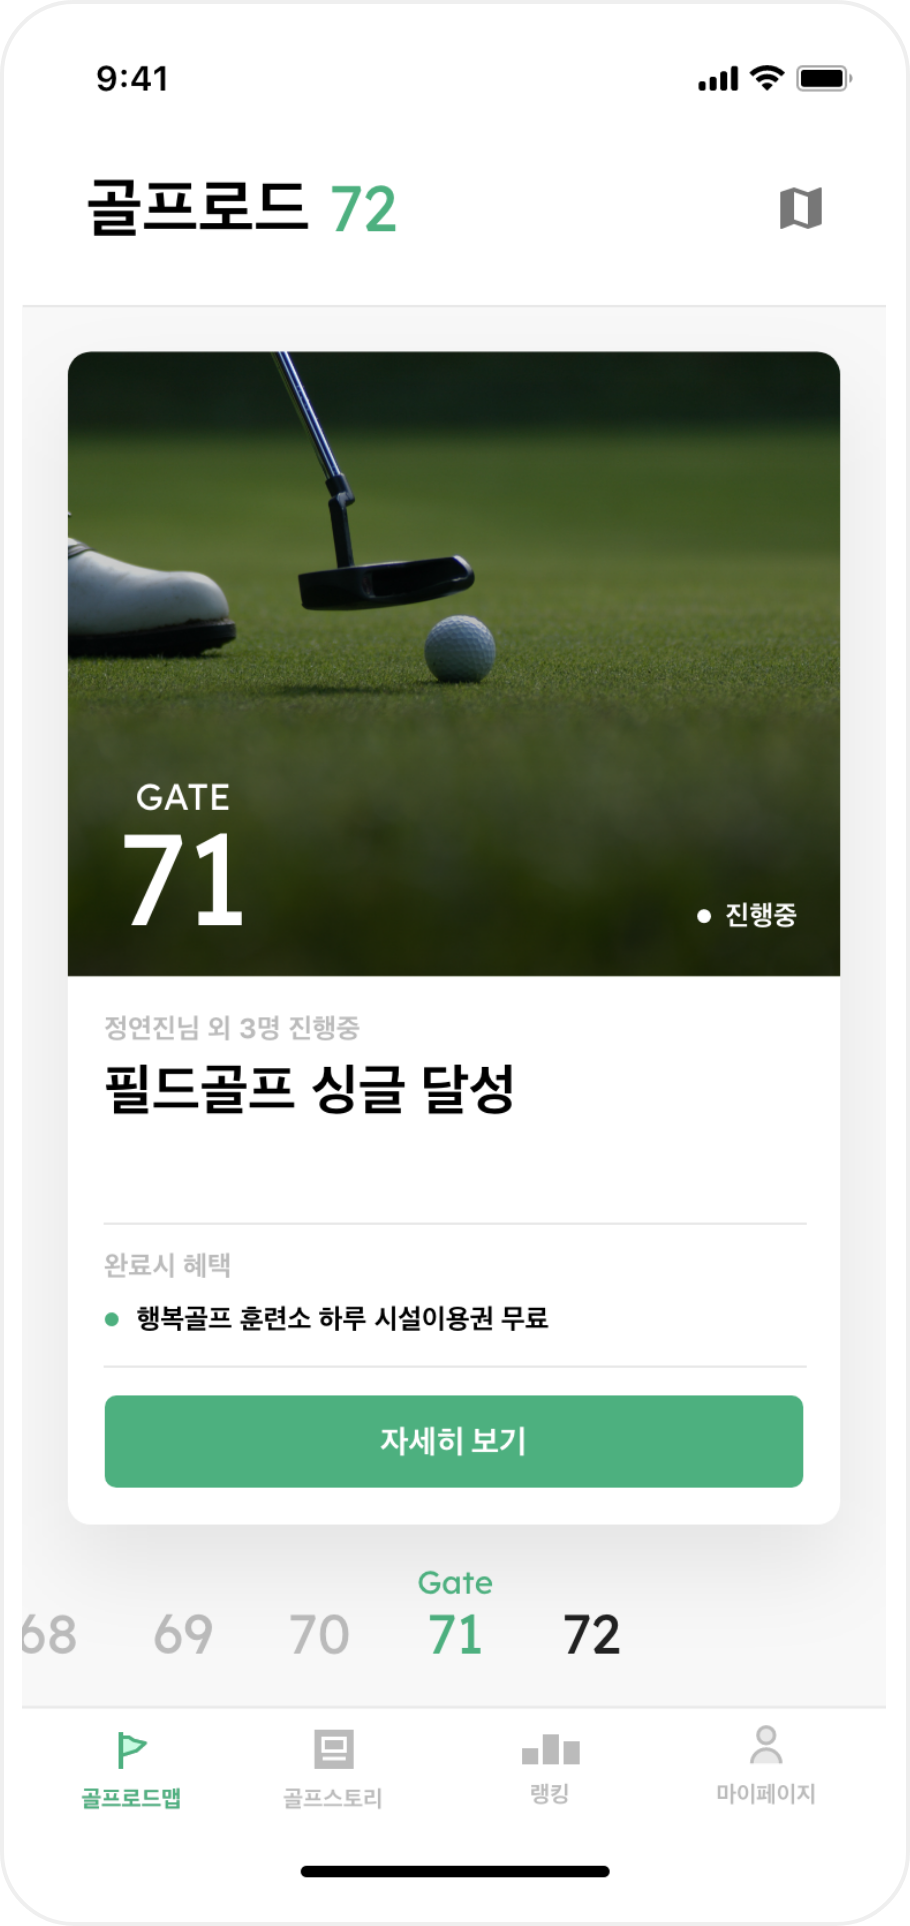 9:41
골프로드 72
GATE
71
진행중
정연진님 외 3명 진행중
필드골프 싱글 달성
완료시 혜택
행복골프 훈련소 하루 시설이용권 무료
자세히 보기
Gate
68 69 70 71 72
골프로드맵 골프스토리 랭킹 마이페이지